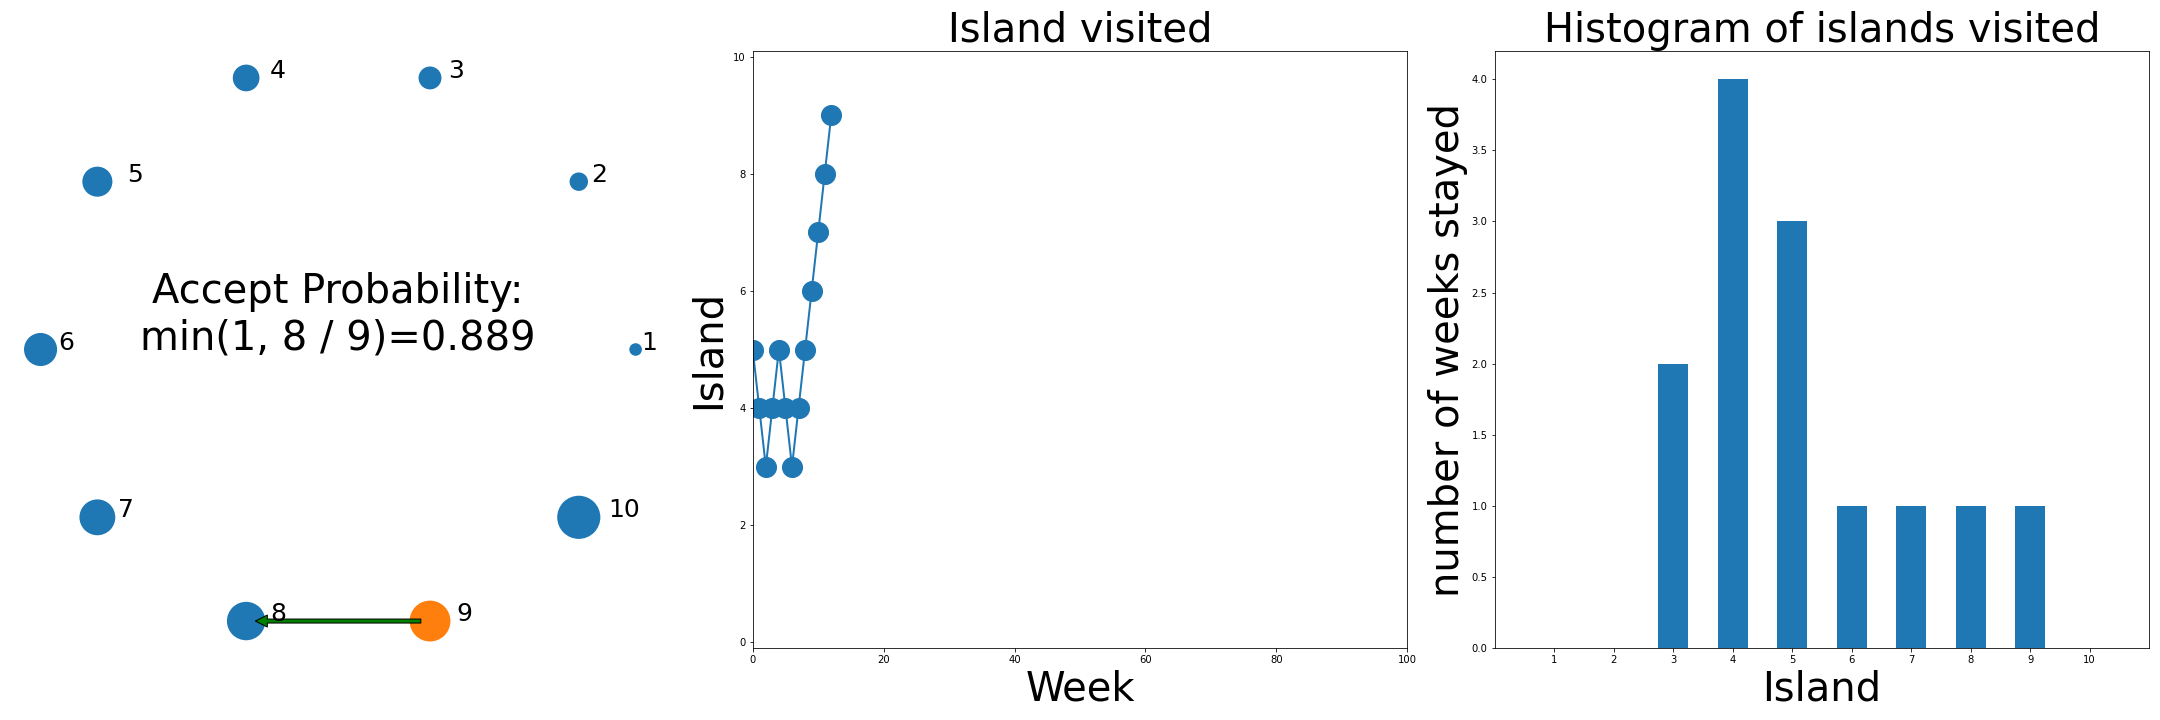 4
3
5
2
Accept Probability:
min(1, 8 / 9)=0.889
6
1
7
10
8
9
Island visited
10
8
6
4
2
0
Island
0 20 40 60 80 100
Week
Histogram of islands visited
4.0
3.5
3.0
2.5
2.0
1.5
1.0
0.5
0.0
number of weeks stayed
1 2 3 4 5 6 7 8 9 10
Island